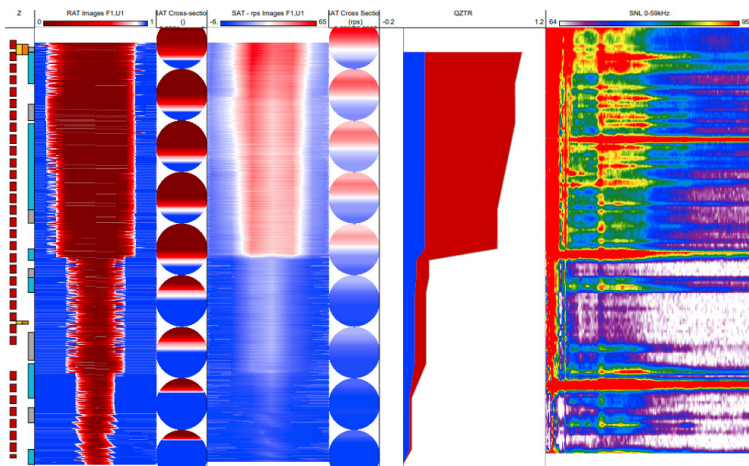 Z
RAT Images F1,U1
0
1
AT Cross-section
()
SAT - rps Images F1,U1
-6.
65
AT Cross Sectio
(rps)
QZTR
-0.2
1.2
SNL 0-59kHz
64
95